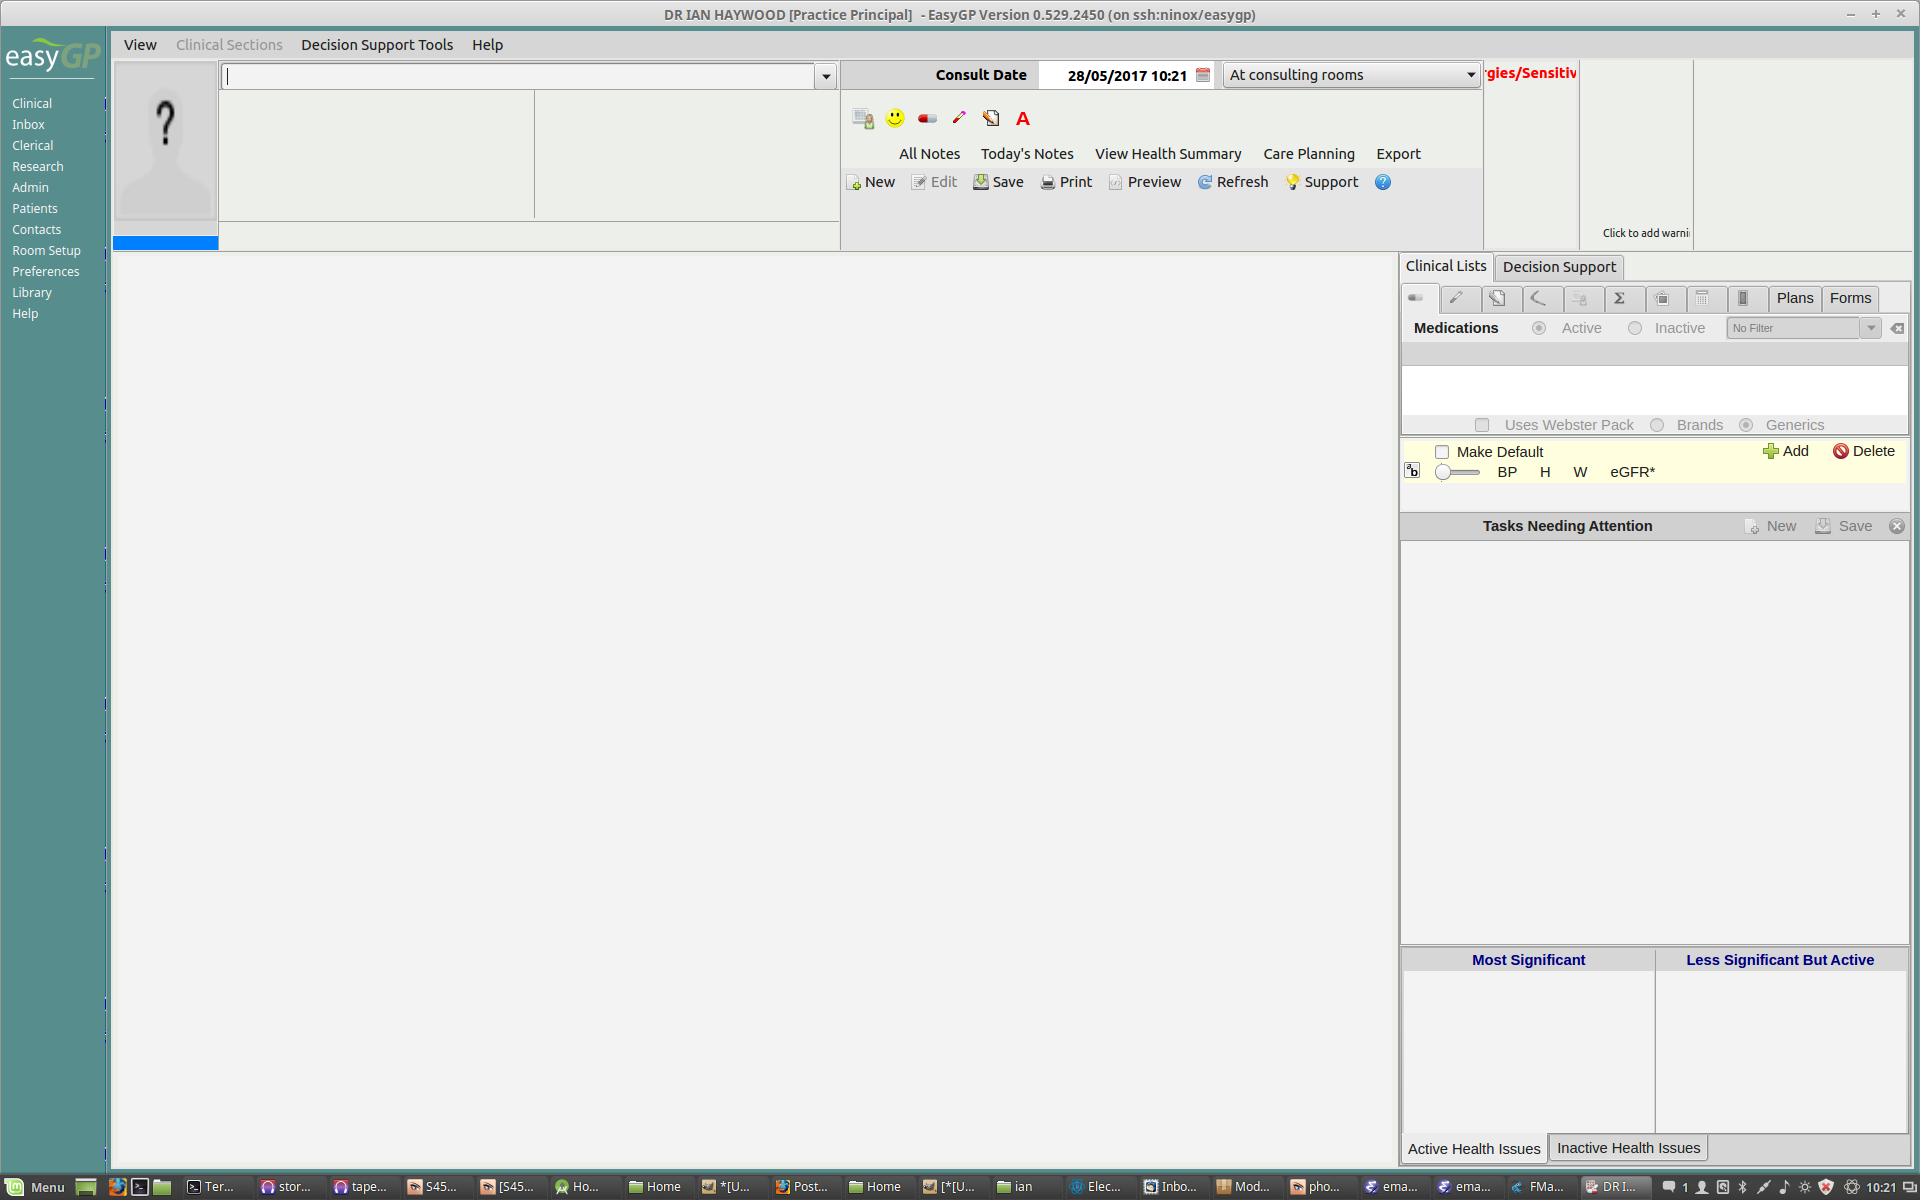 DR IAN HAYWOOD [Practice Principal]  - EasyGP Version 0.529.2450 (on ssh:ninox/easygp)
easyGP
View Clinical Sections Decision Support Tools Help
Clinical
Inbox
Clerical
Research
Admin
Patients
Contacts
Room Setup
Preferences
Library
Help
?
Consult Date 28/05/2017 10:21 At consulting rooms
rgies/Sensitiv
A
All Notes Today's Notes View Health Summary Care Planning Export
New Edit Save Print Preview Refresh Support ?
Click to add warni
Clinical Lists Decision Support
Σ Plans Forms
Medications Active Inactive No Filter
Uses Webster Pack Brands Generics
Make Default Add Delete
ab BP H W eGFR*
Tasks Needing Attention New Save
Most Significant Less Significant But Active
Active Health Issues Inactive Health Issues
Menu Ter... stor... tape... S45... [S45... Ho... Home *[U... Post... Home [*[U... ian Elec... Inbo... Mod... pho... ema... ema... FMa... DR I... 1 10:21